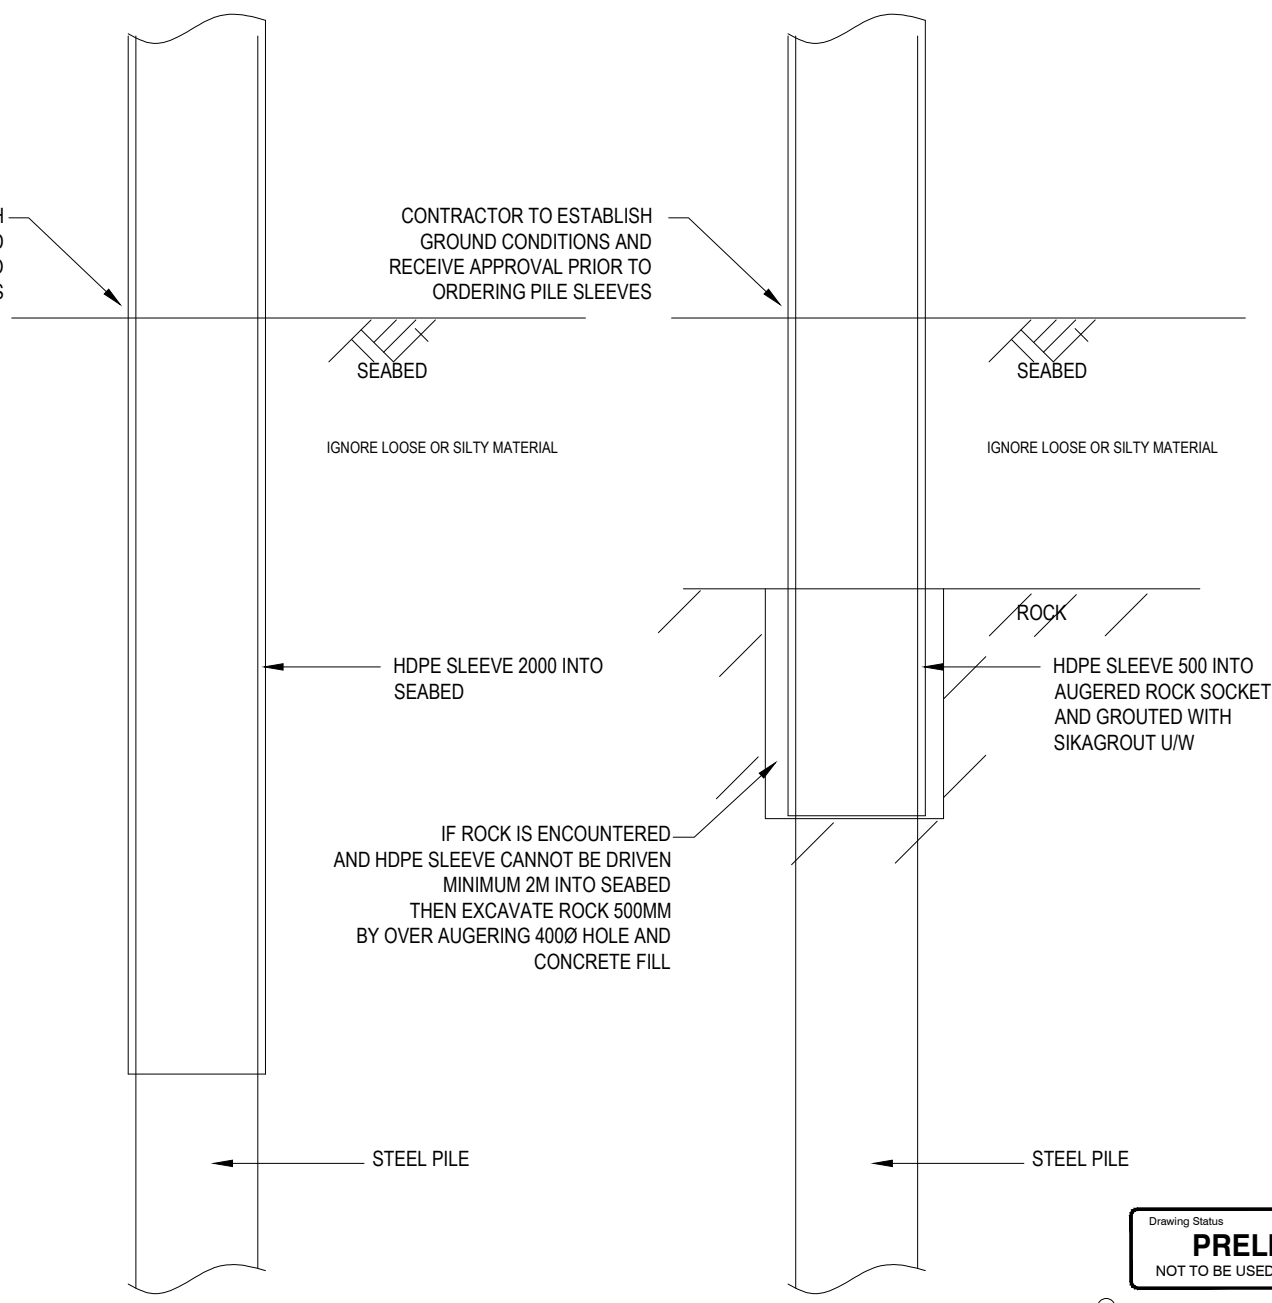 CONTRACTOR TO ESTABLISH
GROUND CONDITIONS AND
RECEIVE APPROVAL PRIOR TO
ORDERING PILE SLEEVES
SEABED
SEABED
IGNORE LOOSE OR SILTY MATERIAL
IGNORE LOOSE OR SILTY MATERIAL
ROCK
HDPE SLEEVE 2000 INTO
SEABED
HDPE SLEEVE 500 INTO
AUGERED ROCK SOCKET
AND GROUTED WITH
SIKAGROUT U/W
IF ROCK IS ENCOUNTERED
AND HDPE SLEEVE CANNOT BE DRIVEN
MINIMUM 2M INTO SEABED
THEN EXCAVATE ROCK 500MM
BY OVER AUGERING 400Ø HOLE AND
CONCRETE FILL
STEEL PILE
STEEL PILE
Drawing Status
NOT TO BE USED